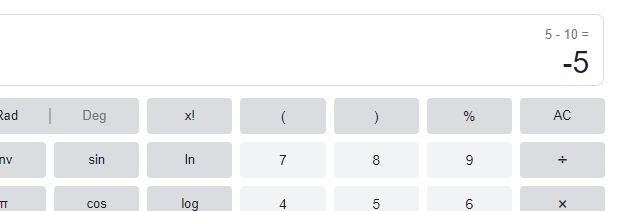 5 - 10 =
-5
Rad | Deg x! ( ) % AC
nv sin ln 7 8 9 ÷
π cos log 4 5 6 ×